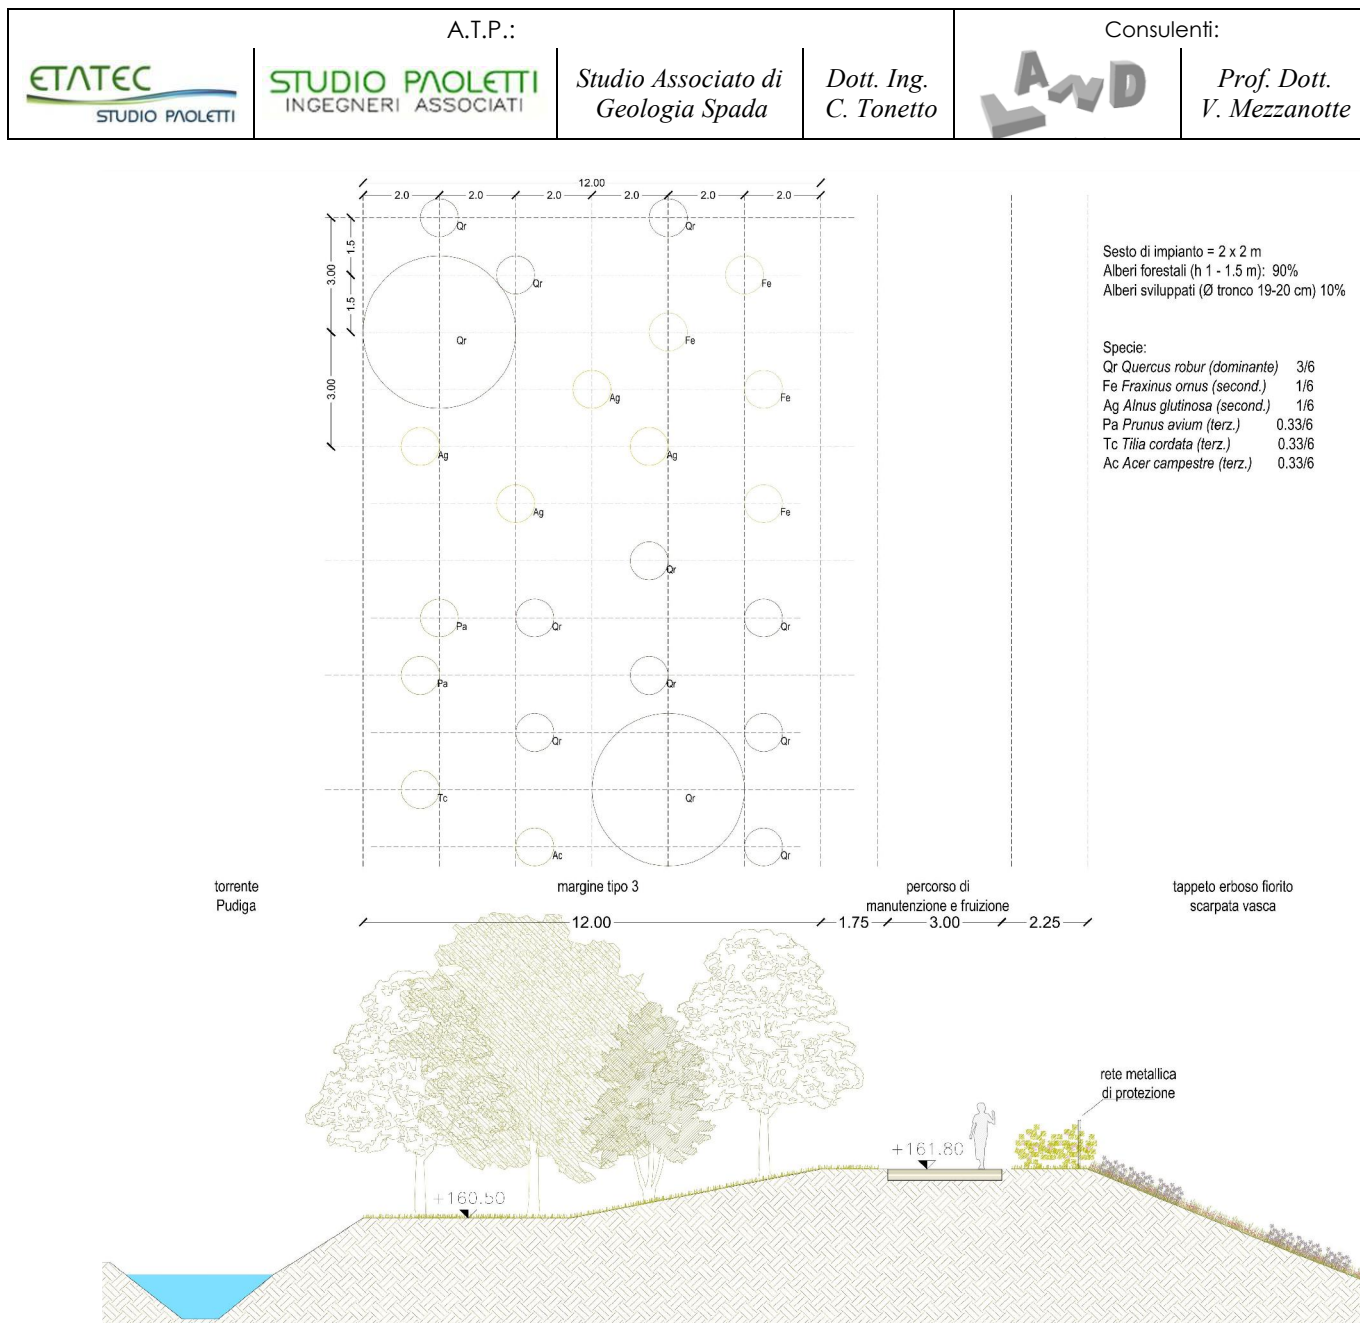 A.T.P.:
Consulenti:
ETATEC
STUDIO PAOLETTI
STUDIO PAOLETTI
INGEGNERI ASSOCIATI
Studio Associato di
Geologia Spada
Dott. Ing.
C. Tonetto
LAND
Prof. Dott.
V. Mezzanotte
12.00
2.0 2.0 2.0 2.0 2.0 2.0
Qr Qr
1.5
3.00
Qr Fe
1.5
Qr Fe
3.00
Ag Fe
Ag Ag
Ag Fe
Qr
Pa Qr Qr
Pa Qr
Qr Qr
Tc Qr
Ac Qr
Sesto di impianto = 2 x 2 m
Alberi forestali (h 1 - 1.5 m): 90%
Alberi sviluppati (Ø tronco 19-20 cm) 10%
Specie:
Qr Quercus robur (dominante) 3/6
Fe Fraxinus ornus (second.) 1/6
Ag Alnus glutinosa (second.) 1/6
Pa Prunus avium (terz.) 0.33/6
Tc Tilia cordata (terz.) 0.33/6
Ac Acer campestre (terz.) 0.33/6
torrente
Pudiga
margine tipo 3
percorso di
manutenzione e fruizione
tappeto erboso fiorito
scarpata vasca
12.00 1.75 3.00 2.25
rete metallica
di protezione
+161.80
+160.50